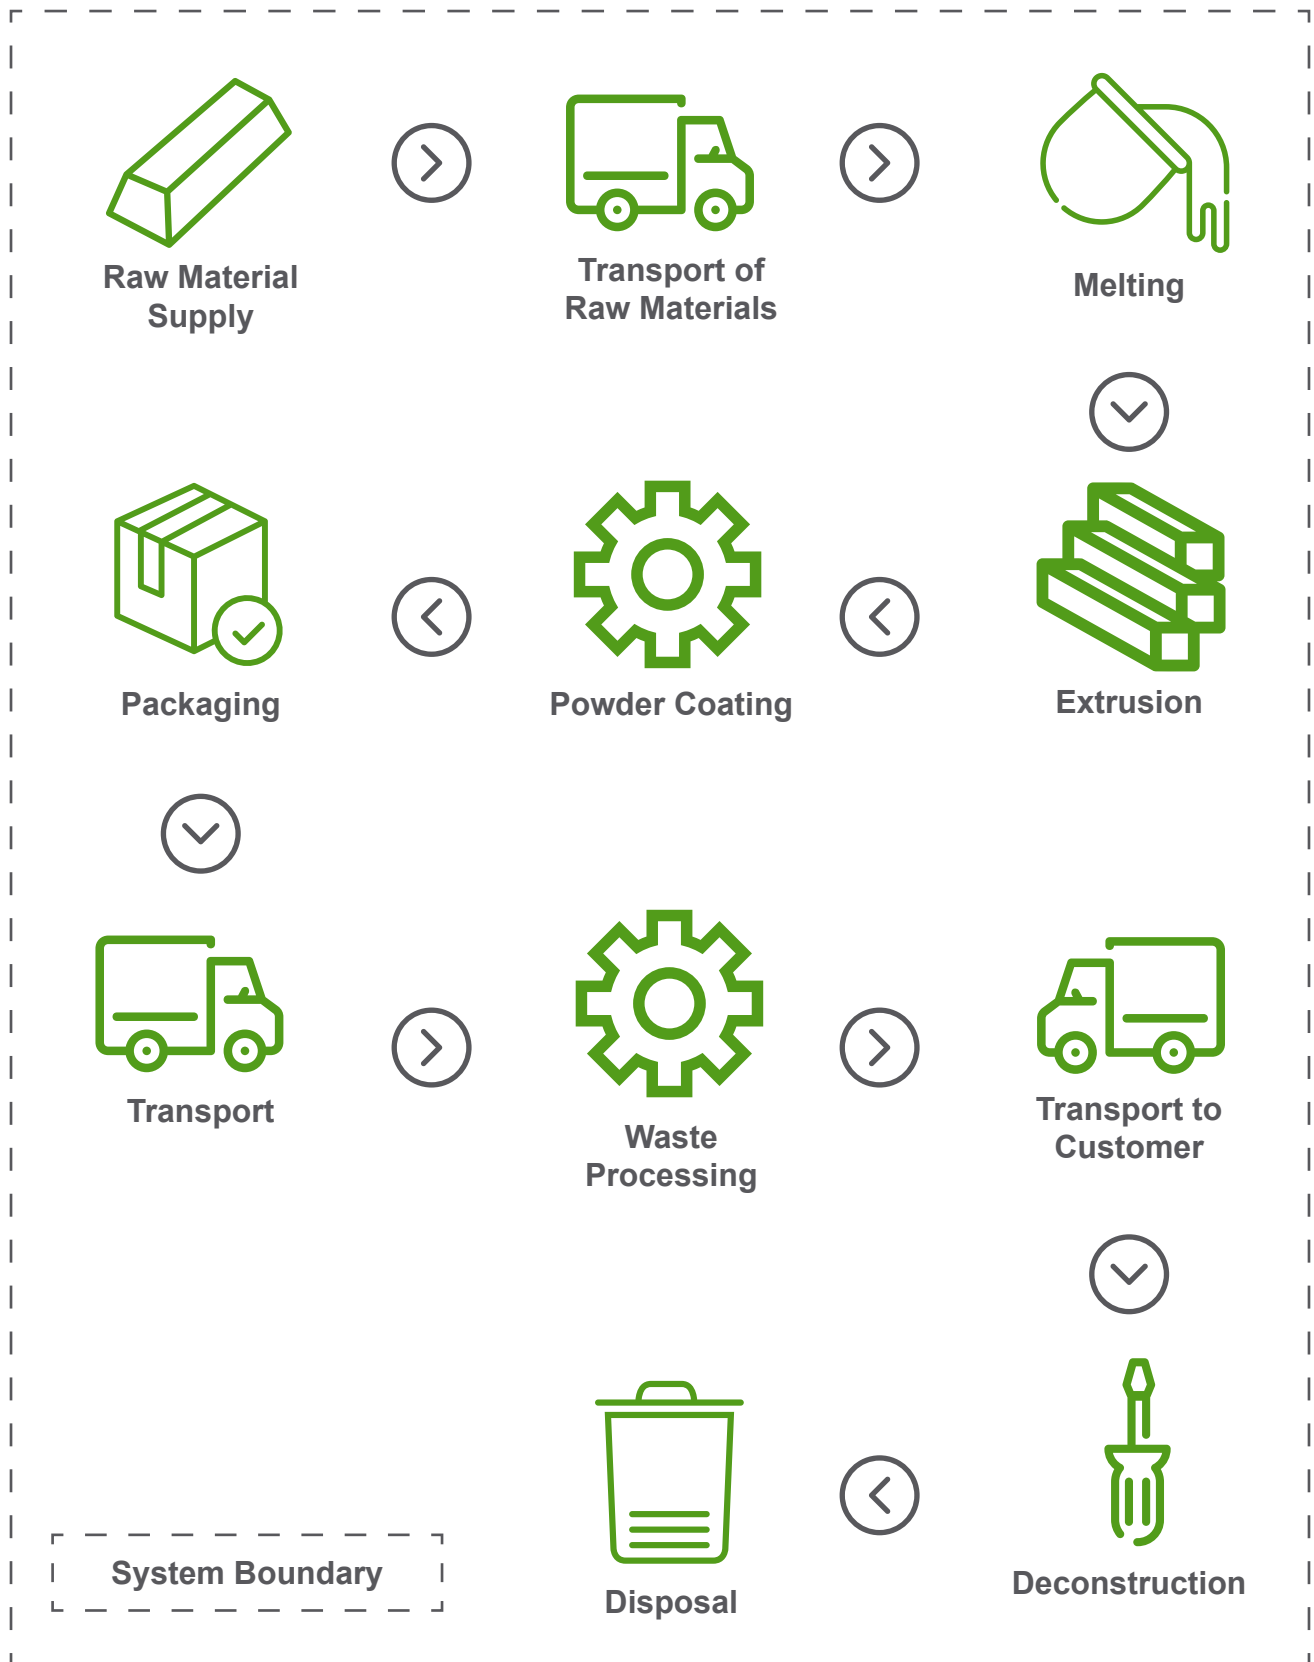 Raw Material
Supply
Transport of
Raw Materials
Melting
Packaging
Powder Coating
Extrusion
Transport
Waste
Processing
Transport to
Customer
System Boundary
Disposal
Deconstruction